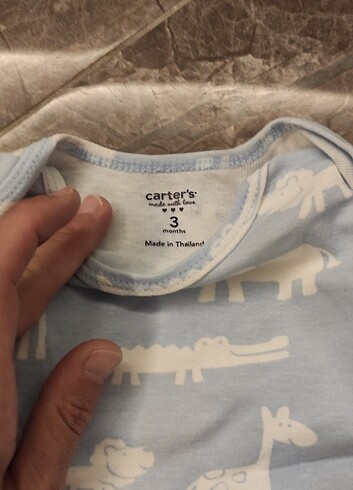 carter's
made with love
3
months
Made in Thailand